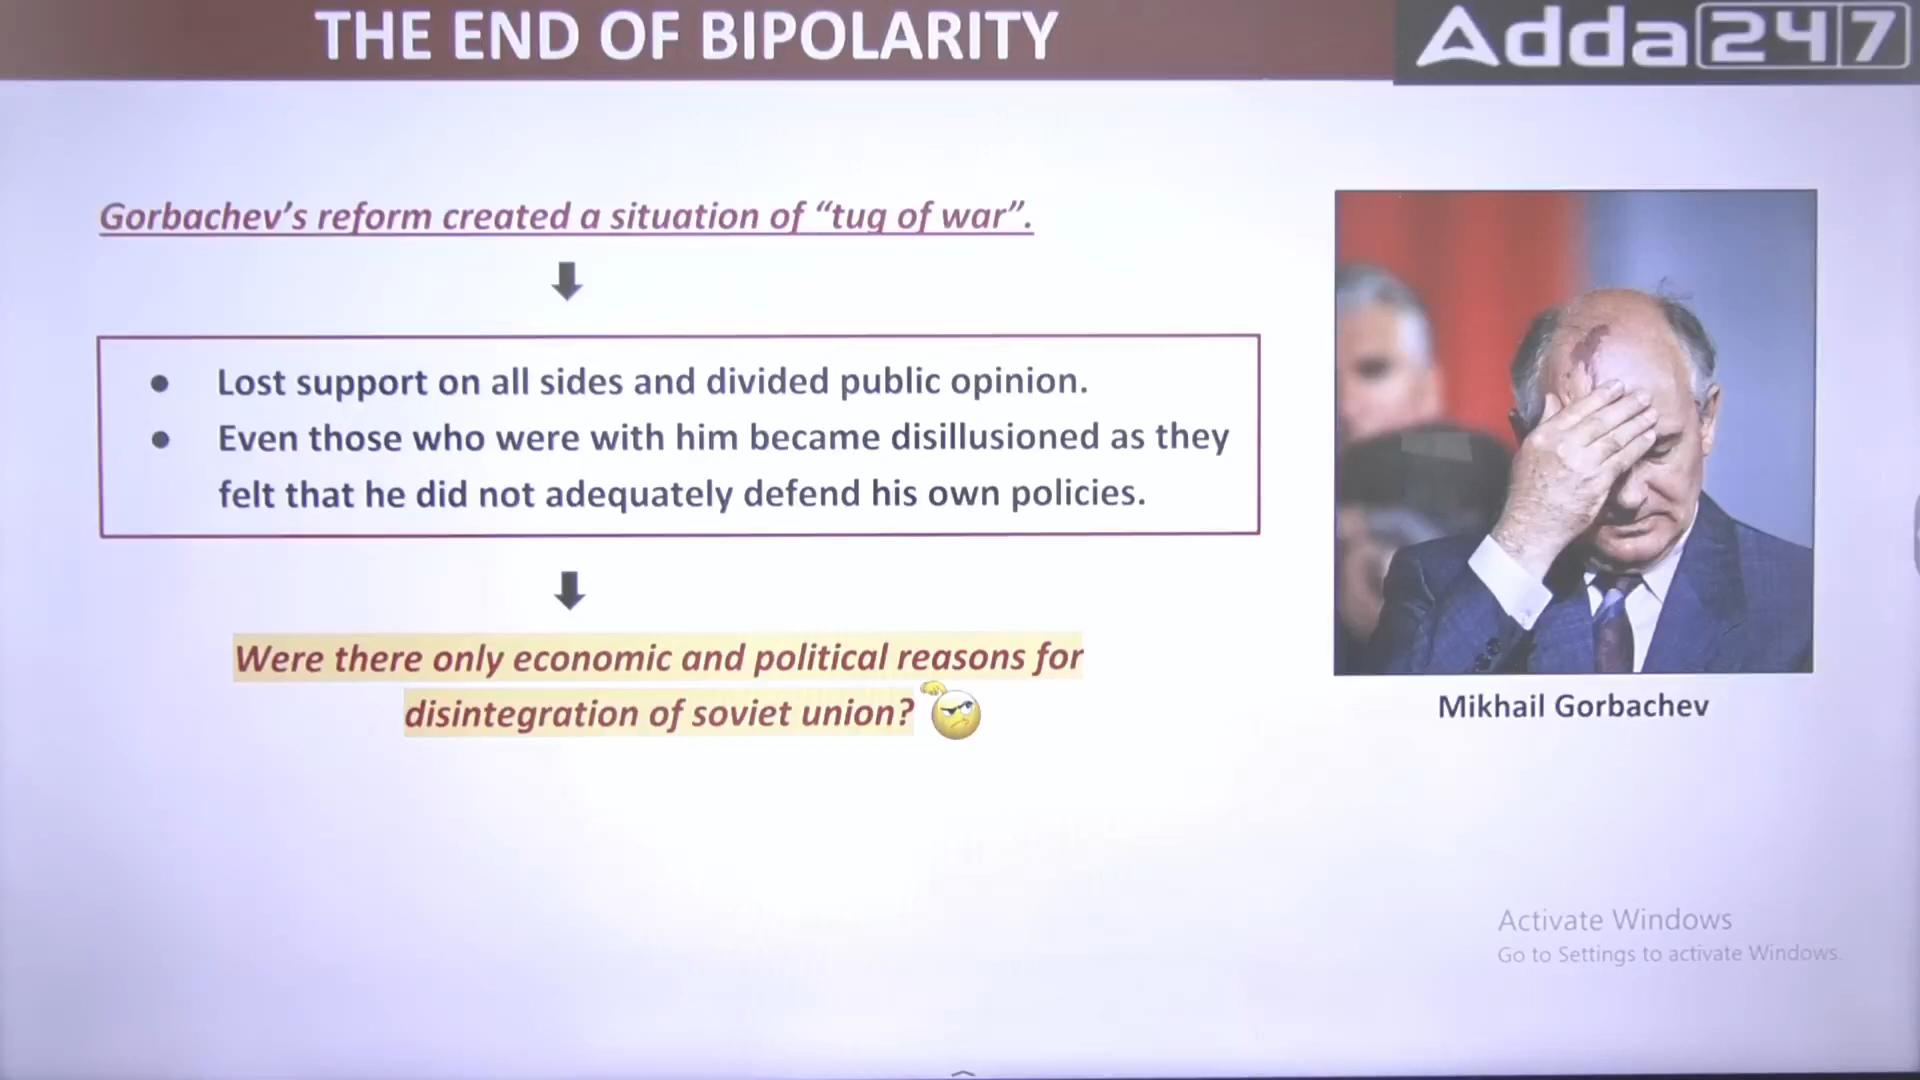 THE END OF BIPOLARITY
Adda247
Gorbachev's reform created a situation of “tug of war”.
● Lost support on all sides and divided public opinion.
● Even those who were with him became disillusioned as they
felt that he did not adequately defend his own policies.
Were there only economic and political reasons for
disintegration of soviet union?
Mikhail Gorbachev
Activate Windows
Go to Settings to activate Windows.